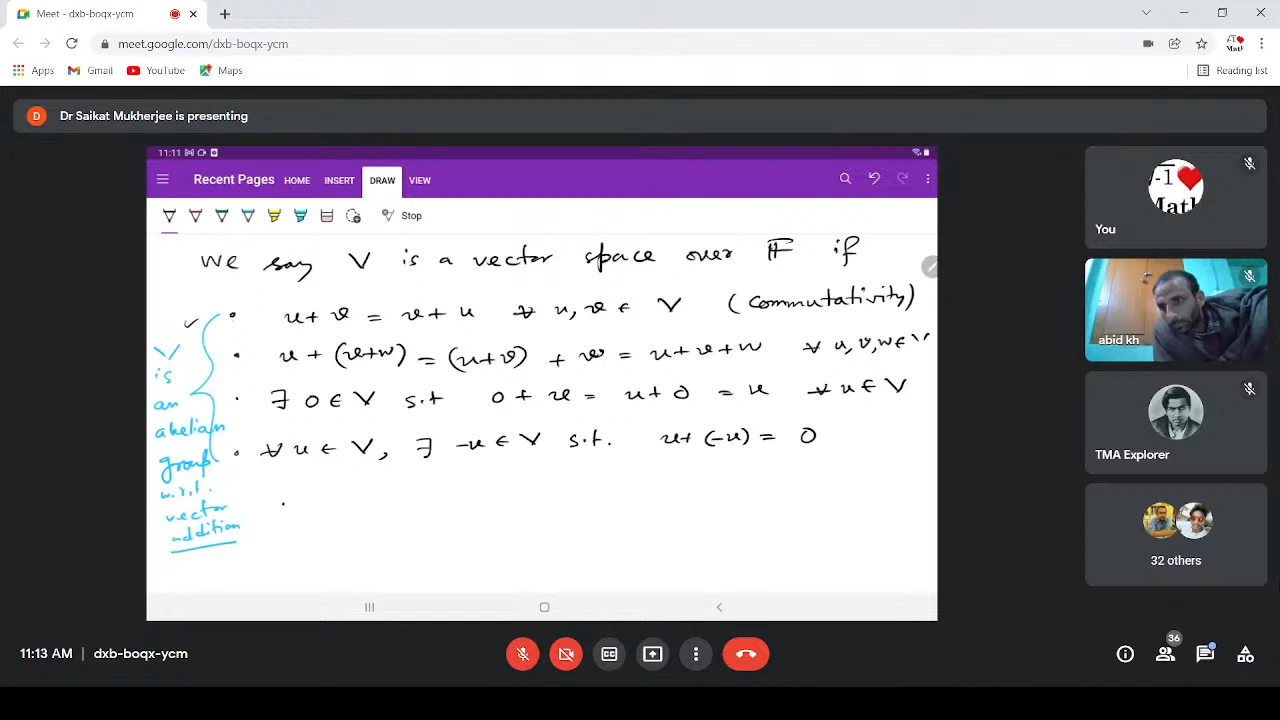 Meet - dxb-boqx-ycm
meet.google.com/dxb-boqx-ycm
Apps Gmail YouTube Maps Reading list
D Dr Saikat Mukherjee is presenting
11:11
Recent Pages HOME INSERT DRAW VIEW
Stop
We say V is a vector space over 𝔽 if
u + v = v + u ∀ u, v ∈ V (Commutativity)
u + (v+w) = (u+v) + w = u+v+w ∀ u, v, w ∈ V
∃ 0 ∈ V s.t 0 + u = u + 0 = u ∀ u ∈ V
∀ u ∈ V, ∃ -u ∈ V s.t. u + (-u) = 0
V
is
an
abelian
group
w.r.t.
vector
addition
√-1
Math
You
abid kh
TMA Explorer
32 others
11:13 AM dxb-boqx-ycm
36